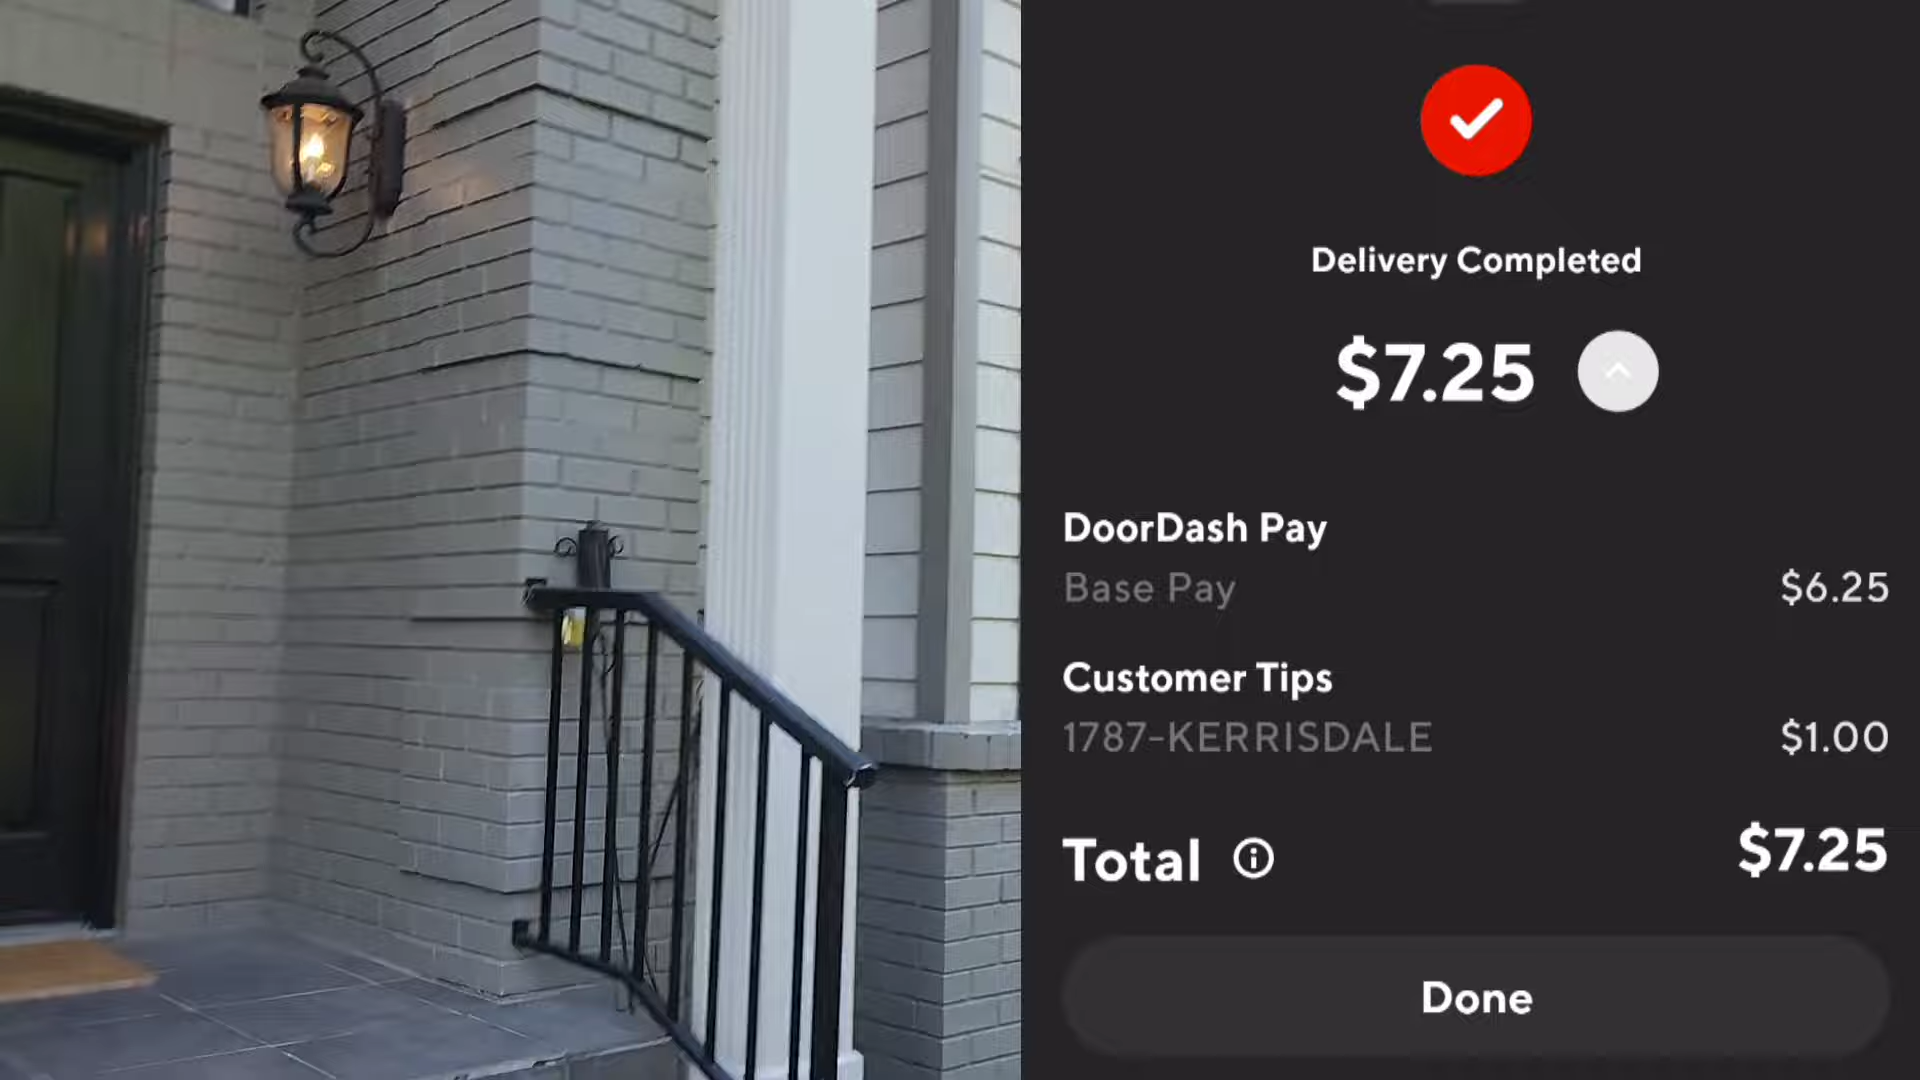 Delivery Completed
$7.25
DoorDash Pay
Base Pay $6.25
Customer Tips
1787-KERRISDALE $1.00
Total $7.25
Done